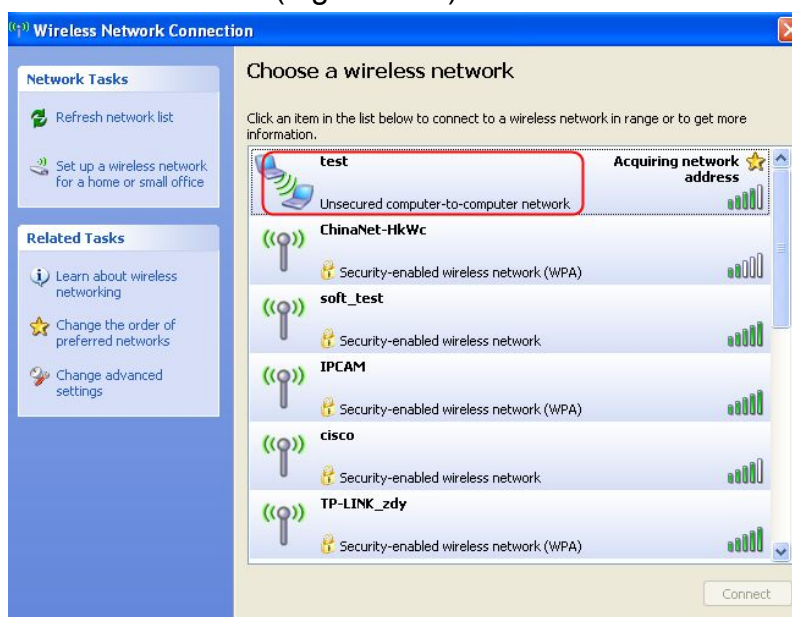 Wireless Network Connection
Network Tasks
Refresh network list
Set up a wireless network
for a home or small office
Related Tasks
Learn about wireless
networking
Change the order of
preferred networks
Change advanced
settings
Choose a wireless network
Click an item in the list below to connect to a wireless network in range or to get more
information.
test
Acquiring network
address
Unsecured computer-to-computer network
ChinaNet-HkWc
Security-enabled wireless network (WPA)
soft_test
Security-enabled wireless network
IPCAM
Security-enabled wireless network (WPA)
cisco
Security-enabled wireless network
TP-LINK_zdy
Security-enabled wireless network (WPA)
Connect